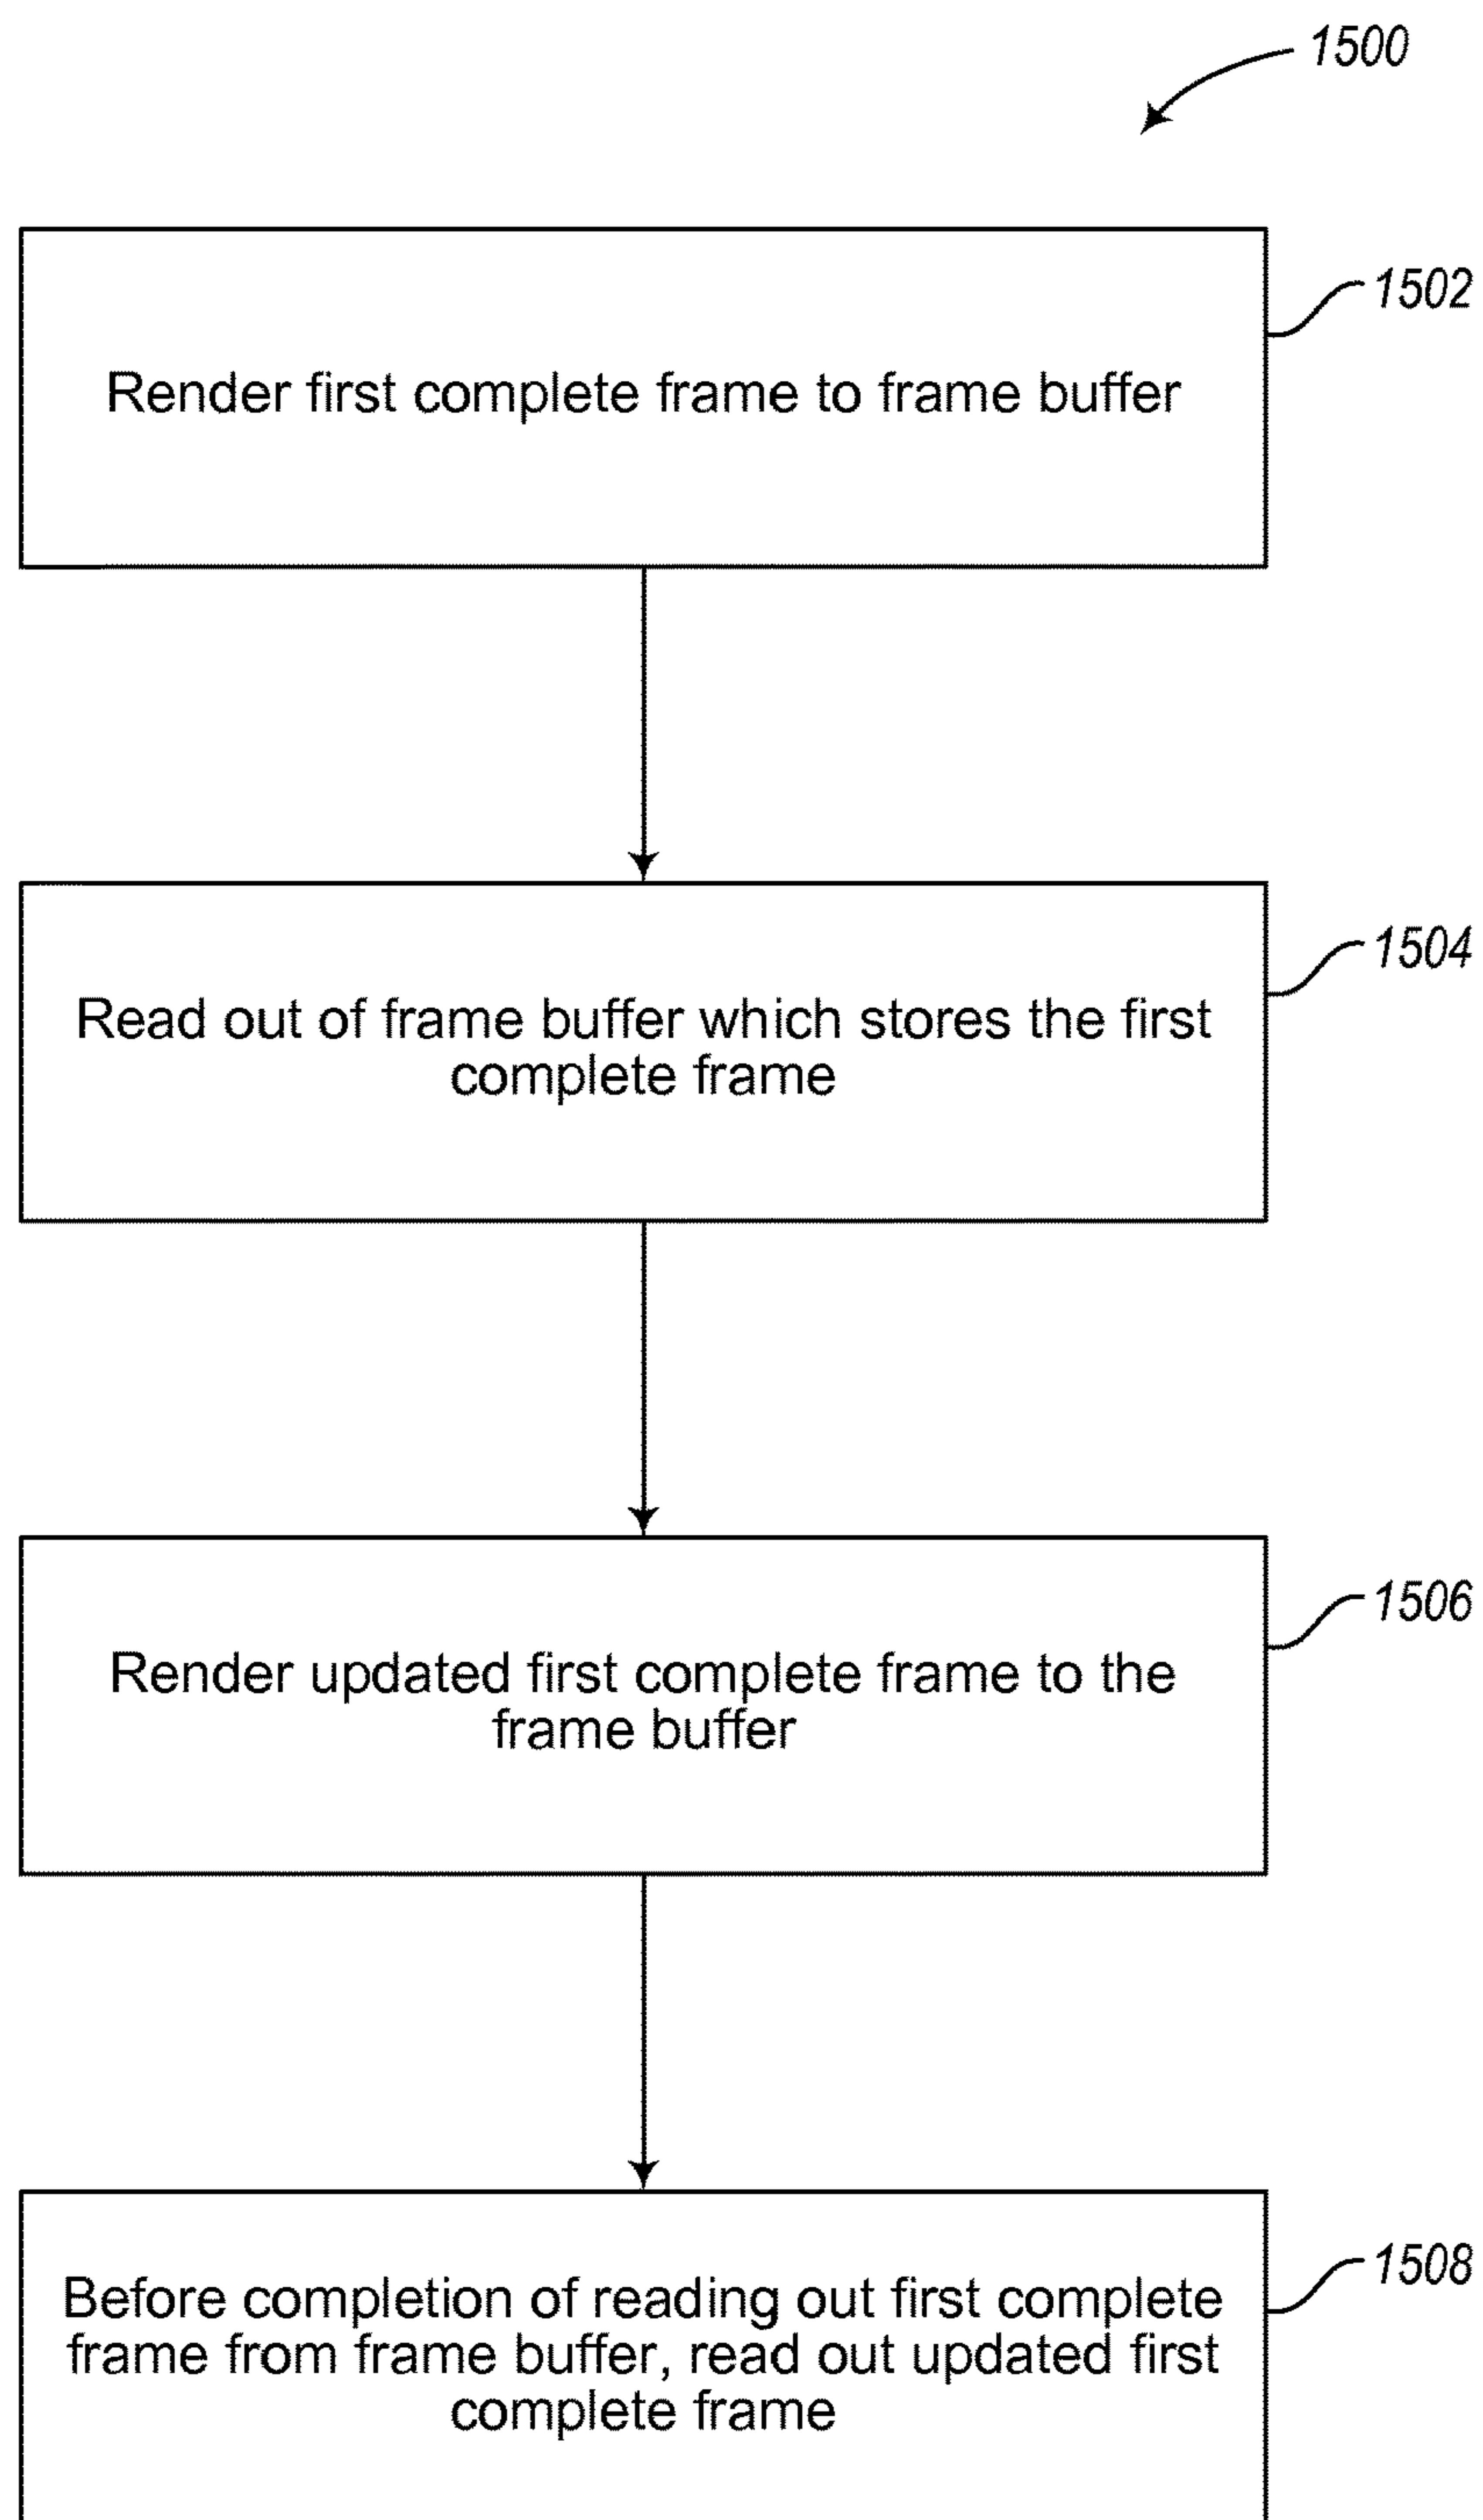 1500
1502
Render first complete frame to frame buffer
1504
Read out of frame buffer which stores the first
complete frame
1506
Render updated first complete frame to the
frame buffer
1508
Before completion of reading out first complete
frame from frame buffer, read out updated first
complete frame